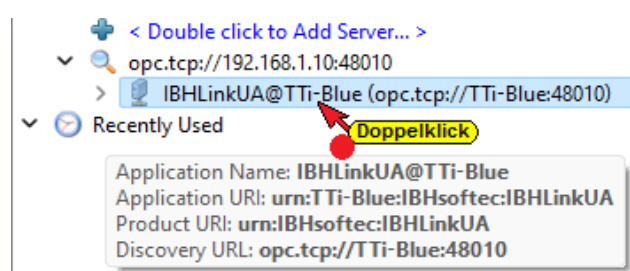 < Double click to Add Server... >
opc.tcp://192.168.1.10:48010
IBHLinkUA@TTi-Blue (opc.tcp://TTi-Blue:48010)
Recently Used
Doppelklick
Application Name: IBHLinkUA@TTi-Blue
Application URI: urn:TTi-Blue:IBHsoftec:IBHLinkUA
Product URI: urn:IBHsoftec:IBHLinkUA
Discovery URL: opc.tcp://TTi-Blue:48010